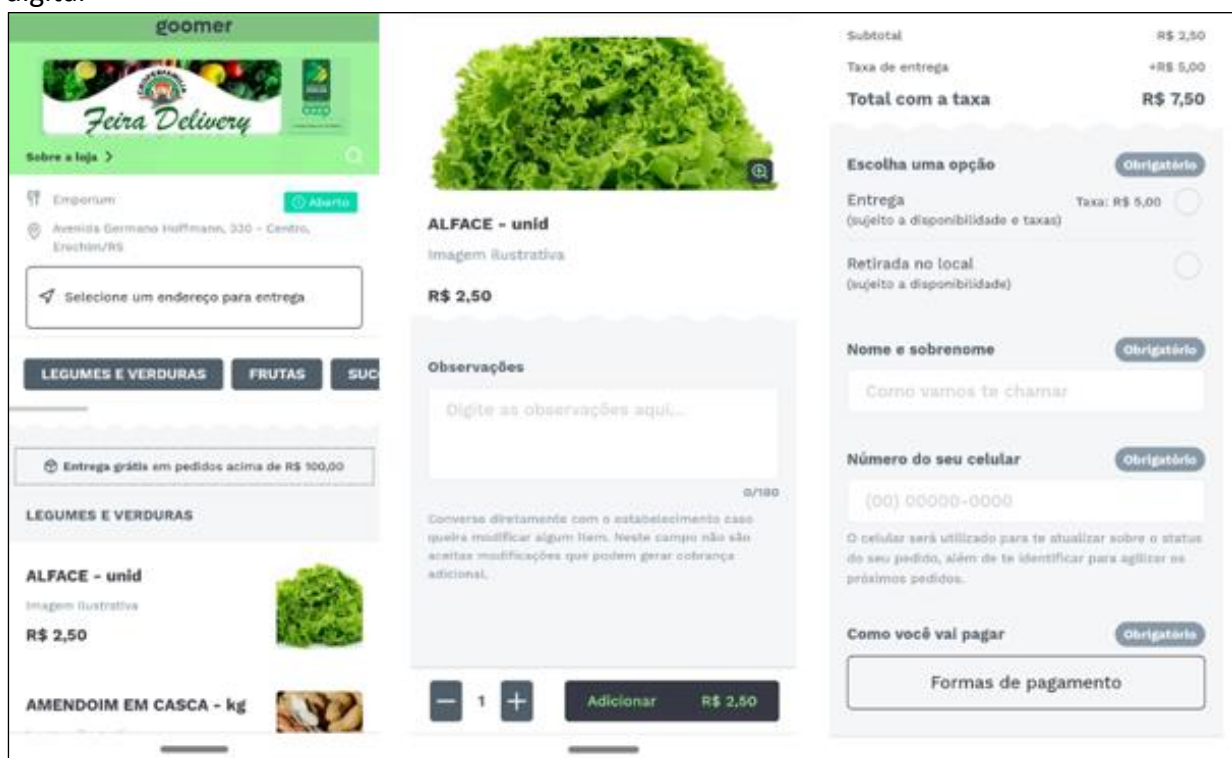 digital
goomer
Feira Delivery
Sobre a loja >
Emporium
Aberto
Avenida Germano Hoffmann, 330 - Centro,
Erechim/RS
Selecione um endereço para entrega
LEGUMES E VERDURAS
FRUTAS
SUC
Entrega grátis em pedidos acima de R$ 100,00
LEGUMES E VERDURAS
ALFACE - unid
Imagem ilustrativa
R$ 2,50
AMENDOIM EM CASCA - kg
ALFACE - unid
Imagem ilustrativa
R$ 2,50
Observações
Digite as observações aqui...
0/180
Converse diretamente com o estabelecimento caso
queira modificar algum item. Neste campo não são
aceitas modificações que podem gerar cobrança
adicional.
1
Adicionar R$ 2,50
Subtotal R$ 2,50
Taxa de entrega +R$ 5,00
Total com a taxa R$ 7,50
Escolha uma opção Obrigatório
Entrega Taxa: R$ 5,00
(sujeito a disponibilidade e taxas)
Retirada no local
(sujeito a disponibilidade)
Nome e sobrenome Obrigatório
Como vamos te chamar
Número do seu celular Obrigatório
(00) 00000-0000
O celular será utilizado para te atualizar sobre o status
do seu pedido, além de te identificar para agilizar os
próximos pedidos.
Como você vai pagar Obrigatório
Formas de pagamento